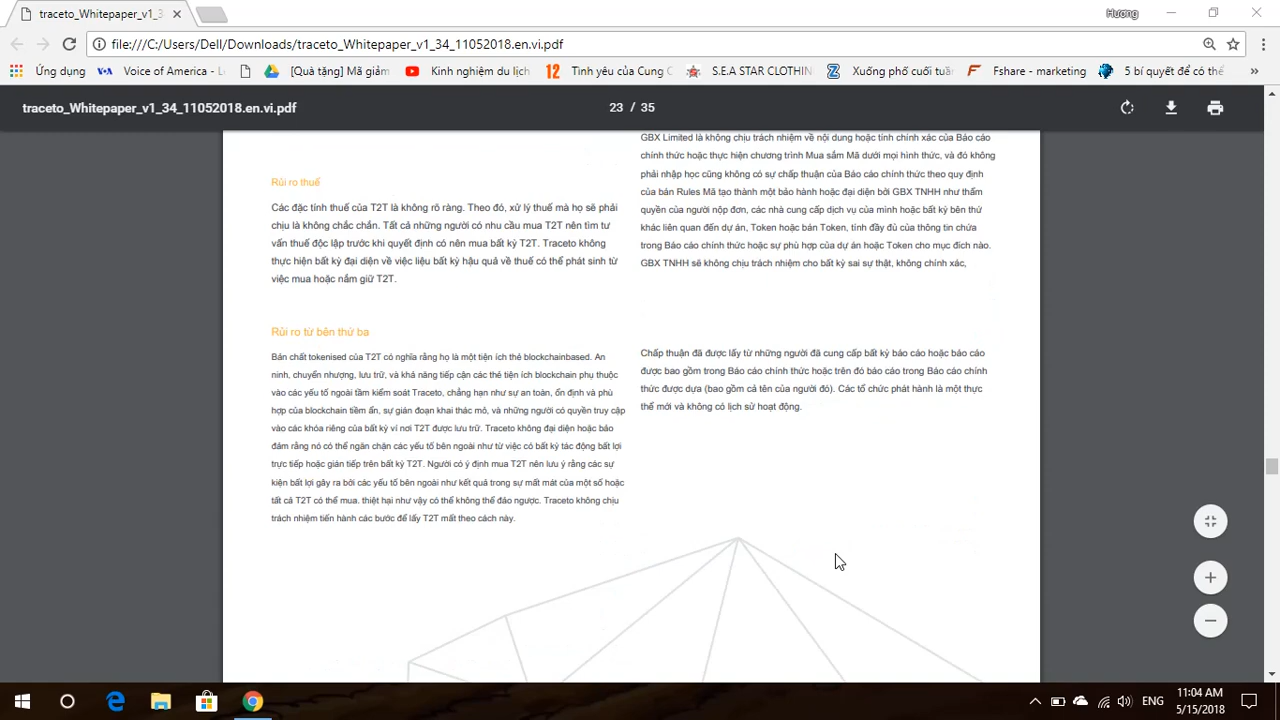 traceto_Whitepaper_v1_3
Hương
file:///C:/Users/Dell/Downloads/traceto_Whitepaper_v1_34_11052018.en.vi.pdf
Ứng dụng
Voice of America - L
[Quà tặng] Mã giảm
Kinh nghiệm du lịch
Tình yêu của Cung C
S.E.A STAR CLOTHIN
Xuống phố cuối tuần
Fshare - marketing
5 bí quyết để có thể
»
traceto_Whitepaper_v1_34_11052018.en.vi.pdf
23 / 35
Rủi ro thuế
Các đặc tính thuế của T2T là không rõ ràng. Theo đó, xử lý thuế mà họ sẽ phải
chịu là không chắc chắn. Tất cả những người có nhu cầu mua T2T nên tìm tư
vấn thuế độc lập trước khi quyết định có nên mua bất kỳ T2T. Traceto không
thực hiện bất kỳ đại diện về việc liệu bất kỳ hậu quả về thuế có thể phát sinh từ
việc mua hoặc nắm giữ T2T.
Rủi ro từ bên thứ ba
Bản chất tokenised của T2T có nghĩa rằng họ là một tiện ích thẻ blockchainbased. An
ninh, chuyển nhượng, lưu trữ, và khả năng tiếp cận các thẻ tiện ích blockchain phụ thuộc
vào các yếu tố ngoài tầm kiểm soát Traceto, chẳng hạn như sự an toàn, ổn định và phù
hợp của blockchain tiềm ẩn, sự gián đoạn khai thác mỏ, và những người có quyền truy cập
vào các khóa riêng của bất kỳ ví nơi T2T được lưu trữ. Traceto không đại diện hoặc bảo
đảm rằng nó có thể ngăn chặn các yếu tố bên ngoài như từ việc có bất kỳ tác động bất lợi
trực tiếp hoặc gián tiếp trên bất kỳ T2T. Người có ý định mua T2T nên lưu ý rằng các sự
kiện bất lợi gây ra bởi các yếu tố bên ngoài như kết quả trong sự mất mát của một số hoặc
tất cả T2T có thể mua. thiệt hại như vậy có thể không thể đảo ngược. Traceto không chịu
trách nhiệm tiến hành các bước để lấy T2T mất theo cách này.
GBX Limited là không chịu trách nhiệm về nội dung hoặc tính chính xác của Báo cáo
chính thức hoặc thực hiện chương trình Mua sắm Mã dưới mọi hình thức, và đó không
phải nhập học cũng không có sự chấp thuận của Báo cáo chính thức theo quy định
của bán Rules Mã tạo thành một bảo hành hoặc đại diện bởi GBX TNHH như thẩm
quyền của người nộp đơn, các nhà cung cấp dịch vụ của mình hoặc bất kỳ bên thứ
khác liên quan đến dự án, Token hoặc bán Token, tính đầy đủ của thông tin chứa
trong Báo cáo chính thức hoặc sự phù hợp của dự án hoặc Token cho mục đích nào.
GBX TNHH sẽ không chịu trách nhiệm cho bất kỳ sai sự thật, không chính xác,
Chấp thuận đã được lấy từ những người đã cung cấp bất kỳ báo cáo hoặc báo cáo
được bao gồm trong Báo cáo chính thức hoặc trên đó báo cáo trong Báo cáo chính
thức được dựa (bao gồm cả tên của người đó). Các tổ chức phát hành là một thực
thể mới và không có lịch sử hoạt động.
ENG
11:04 AM
5/15/2018